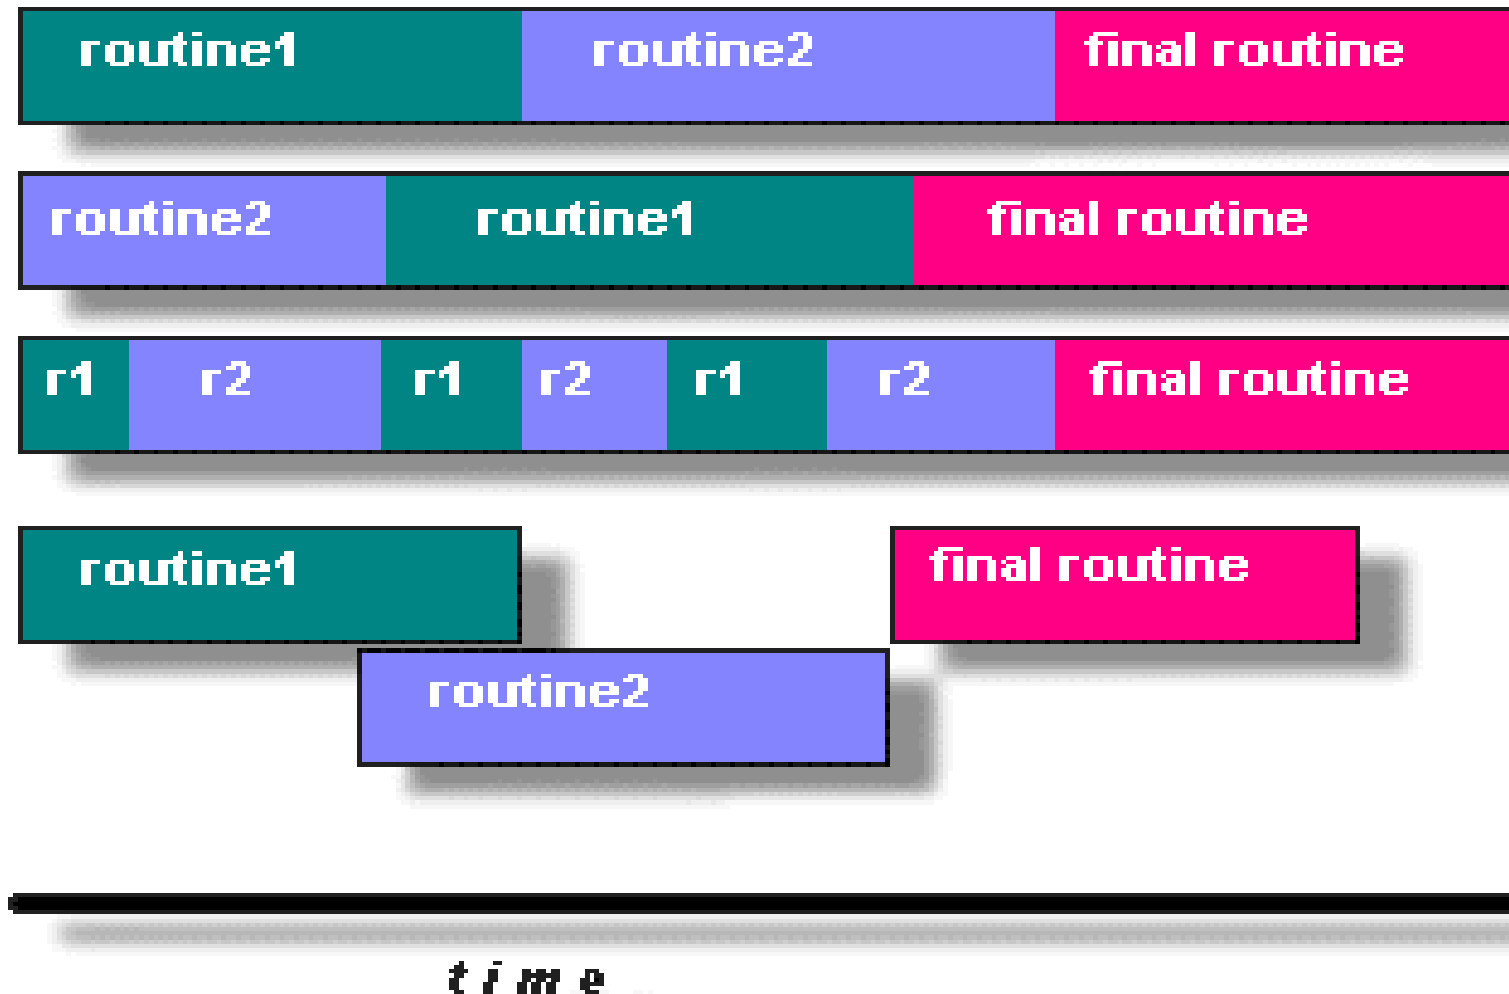 routine1 routine2 final routine
routine2 routine1 final routine
r1 r2 r1 r2 r1 r2 final routine
routine1 final routine
routine2
time